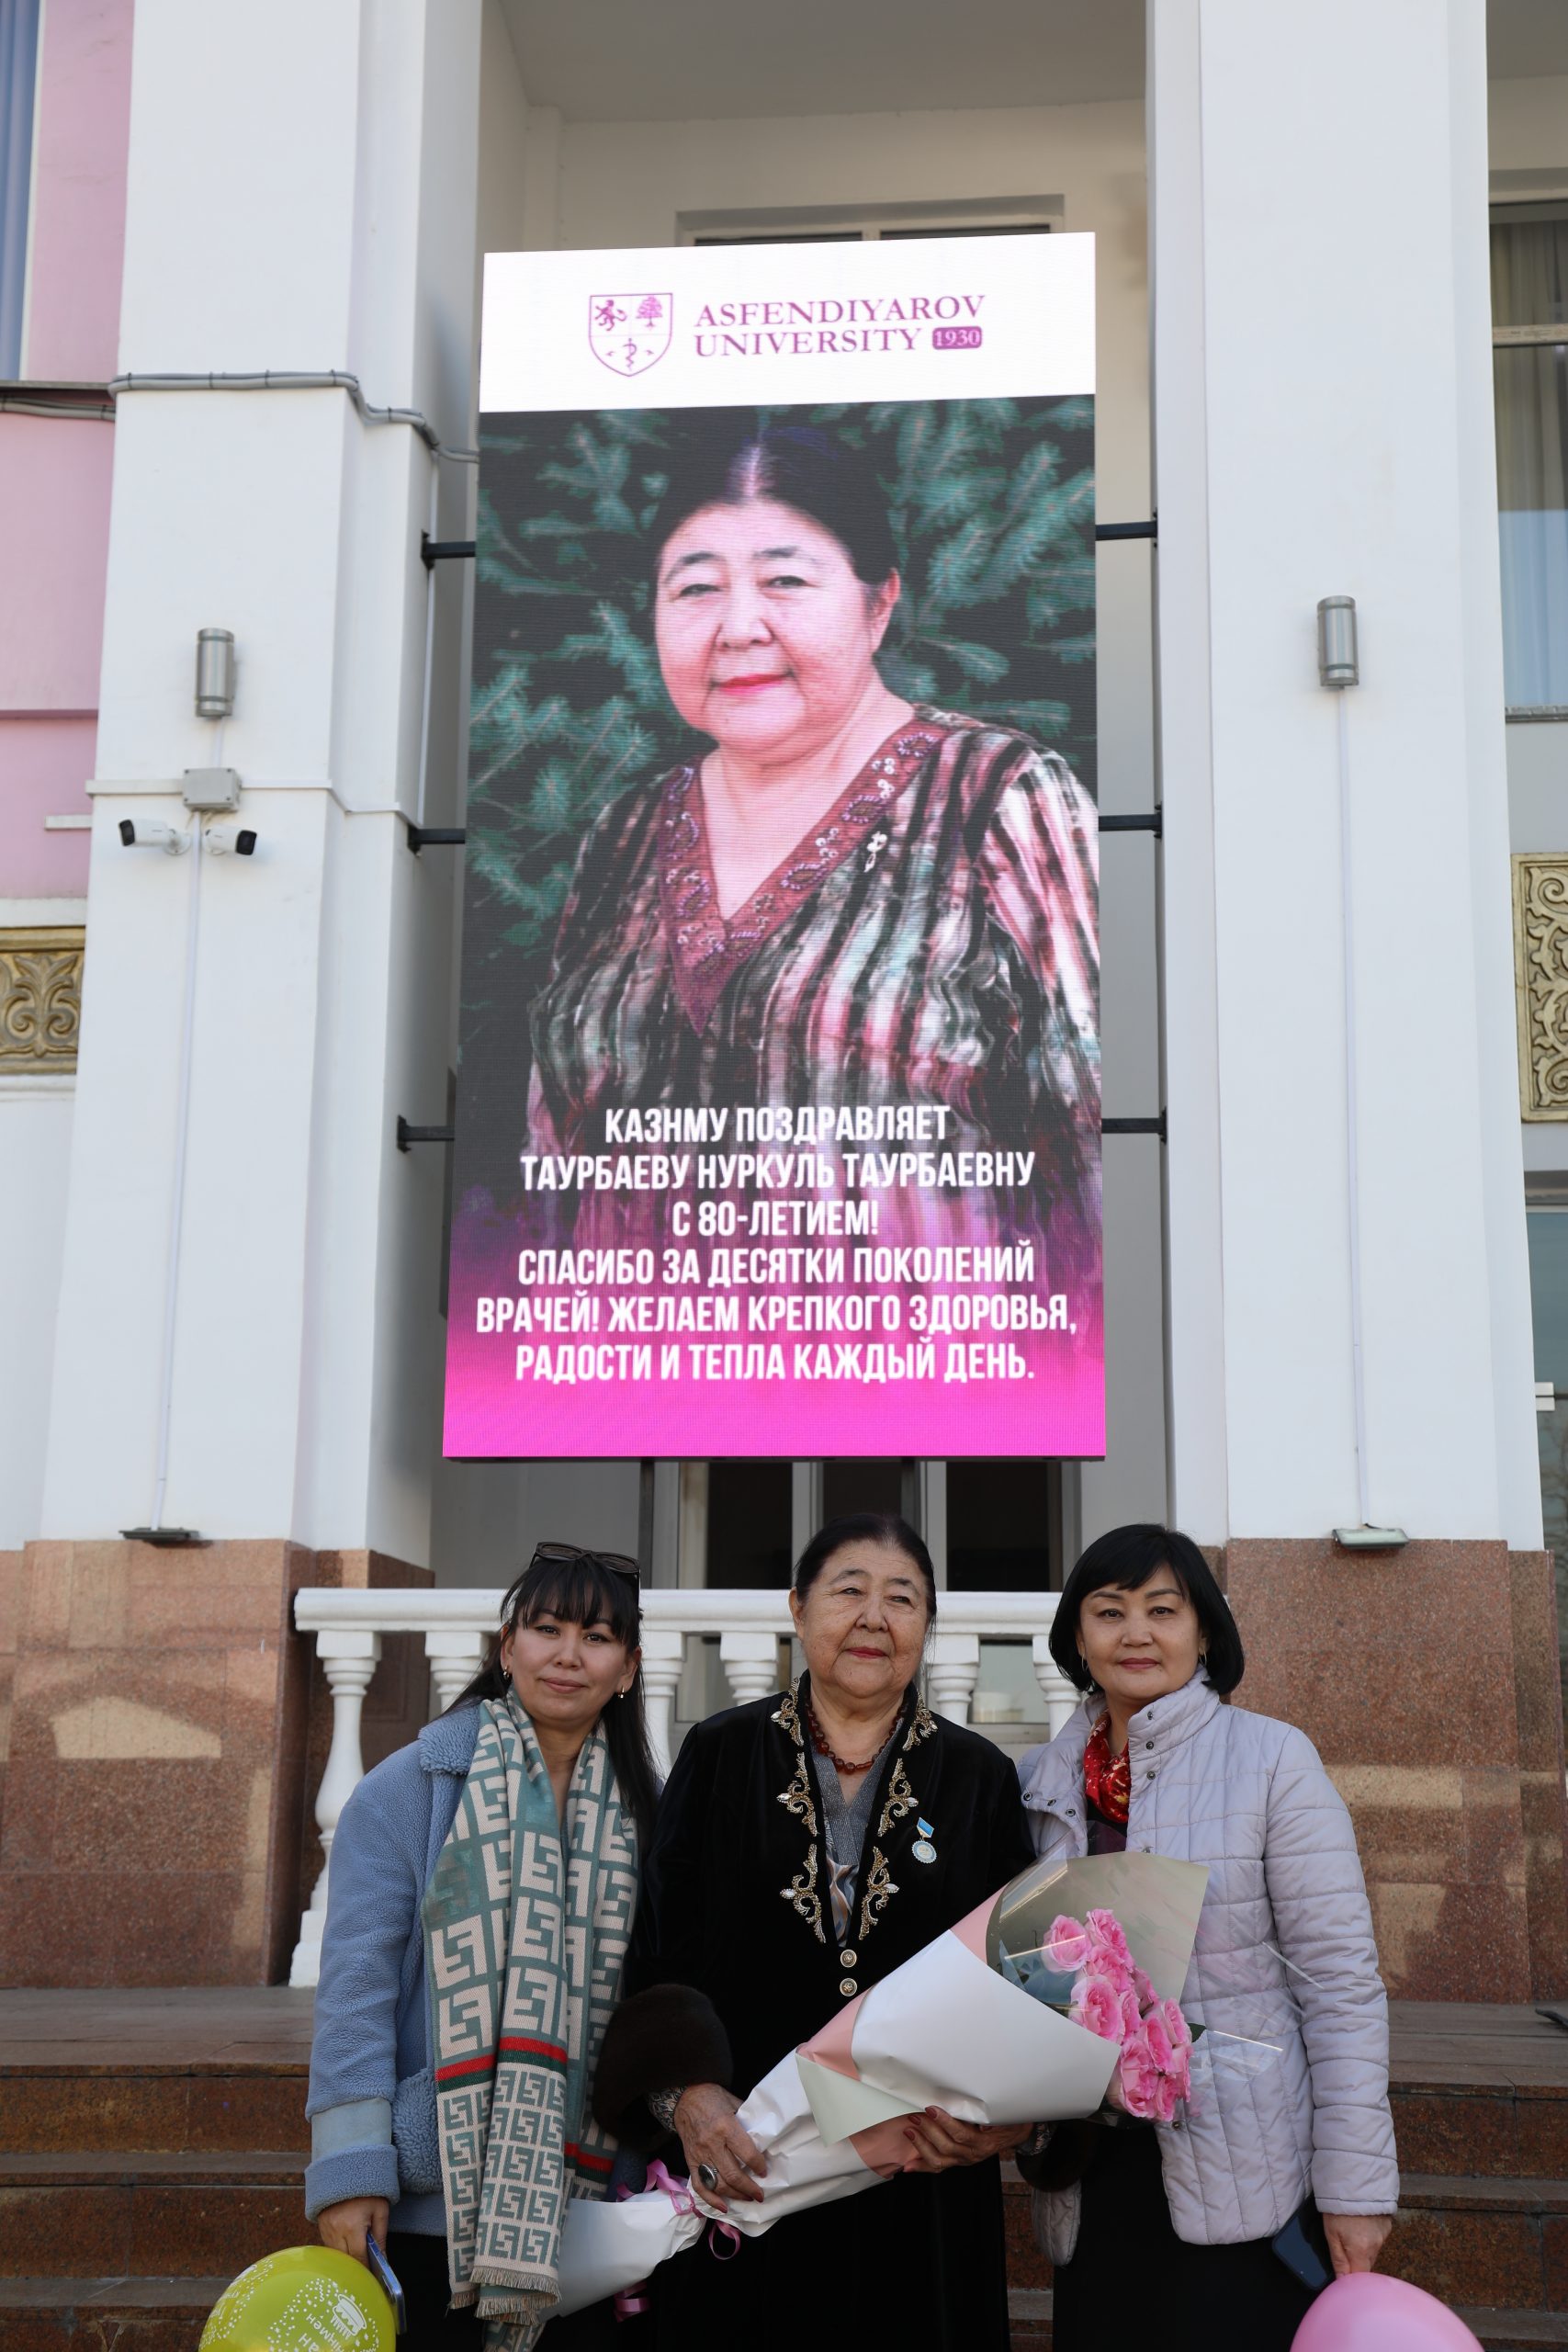 ASFENDIYAROV
UNIVERSITY 1930
КАЗНМУ ПОЗДРАВЛЯЕТ
ТАУРБАЕВУ НУРКУЛЬ ТАУРБАЕВНУ
С 80-ЛЕТИЕМ!
СПАСИБО ЗА ДЕСЯТКИ ПОКОЛЕНИЙ
ВРАЧЕЙ! ЖЕЛАЕМ КРЕПКОГО ЗДОРОВЬЯ,
РАДОСТИ И ТЕПЛА КАЖДЫЙ ДЕНЬ.